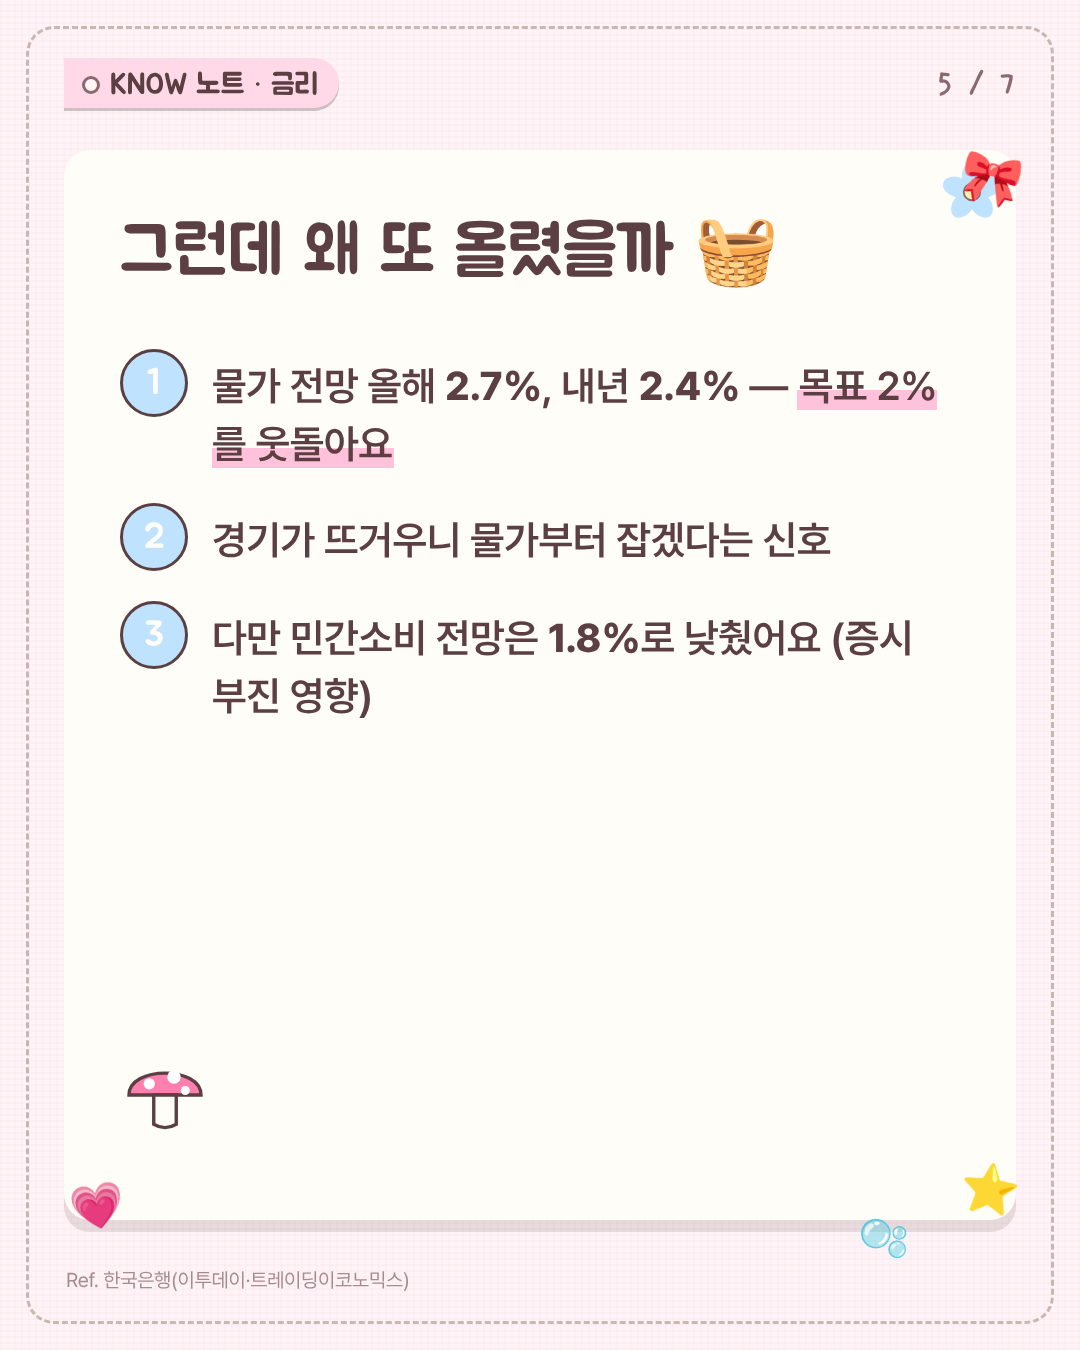 KNOW 노트 · 금리
5 / 7
그런데 왜 또 올렸을까
1
물가 전망 올해 2.7%, 내년 2.4% — 목표 2%
를 웃돌아요
2
경기가 뜨거우니 물가부터 잡겠다는 신호
3
다만 민간소비 전망은 1.8%로 낮췄어요 (증시
부진 영향)
Ref. 한국은행(이투데이·트레이딩이코노믹스)